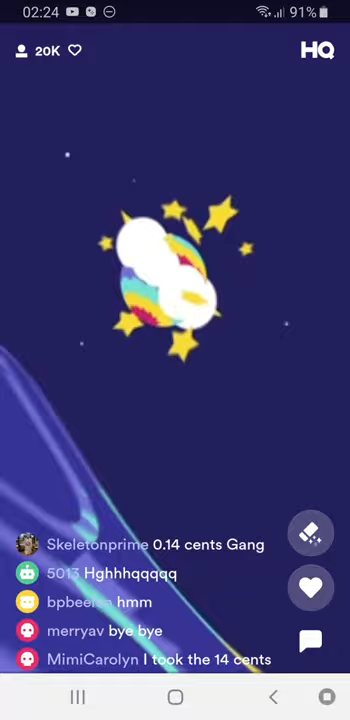 02:24
91%
20K
HQ
Skeletonprime 0.14 cents Gang
5013 Hghhhqqqqq
hmm
merryav bye bye
MimiCarolyn I took the 14 cents